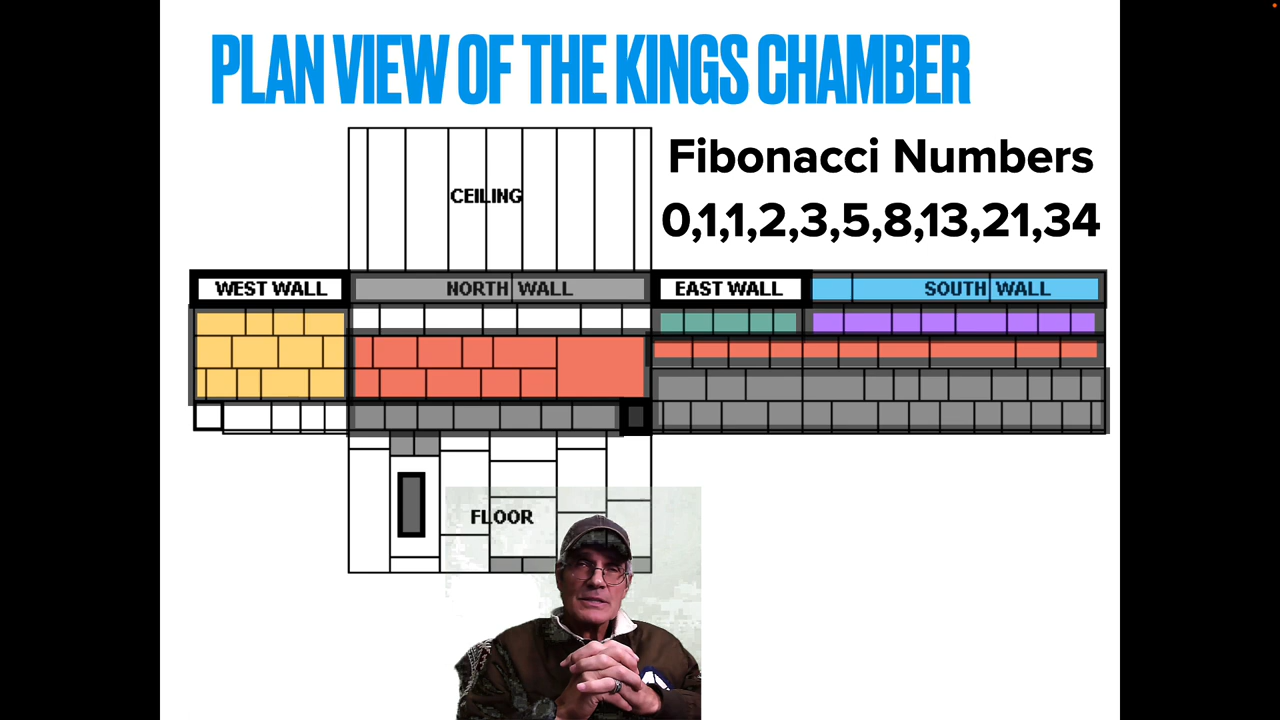 PLAN VIEW OF THE KINGS CHAMBER
Fibonacci Numbers
0,1,1,2,3,5,8,13,21,34
CEILING
WEST WALL
NORTH WALL
EAST WALL
SOUTH WALL
FLOOR